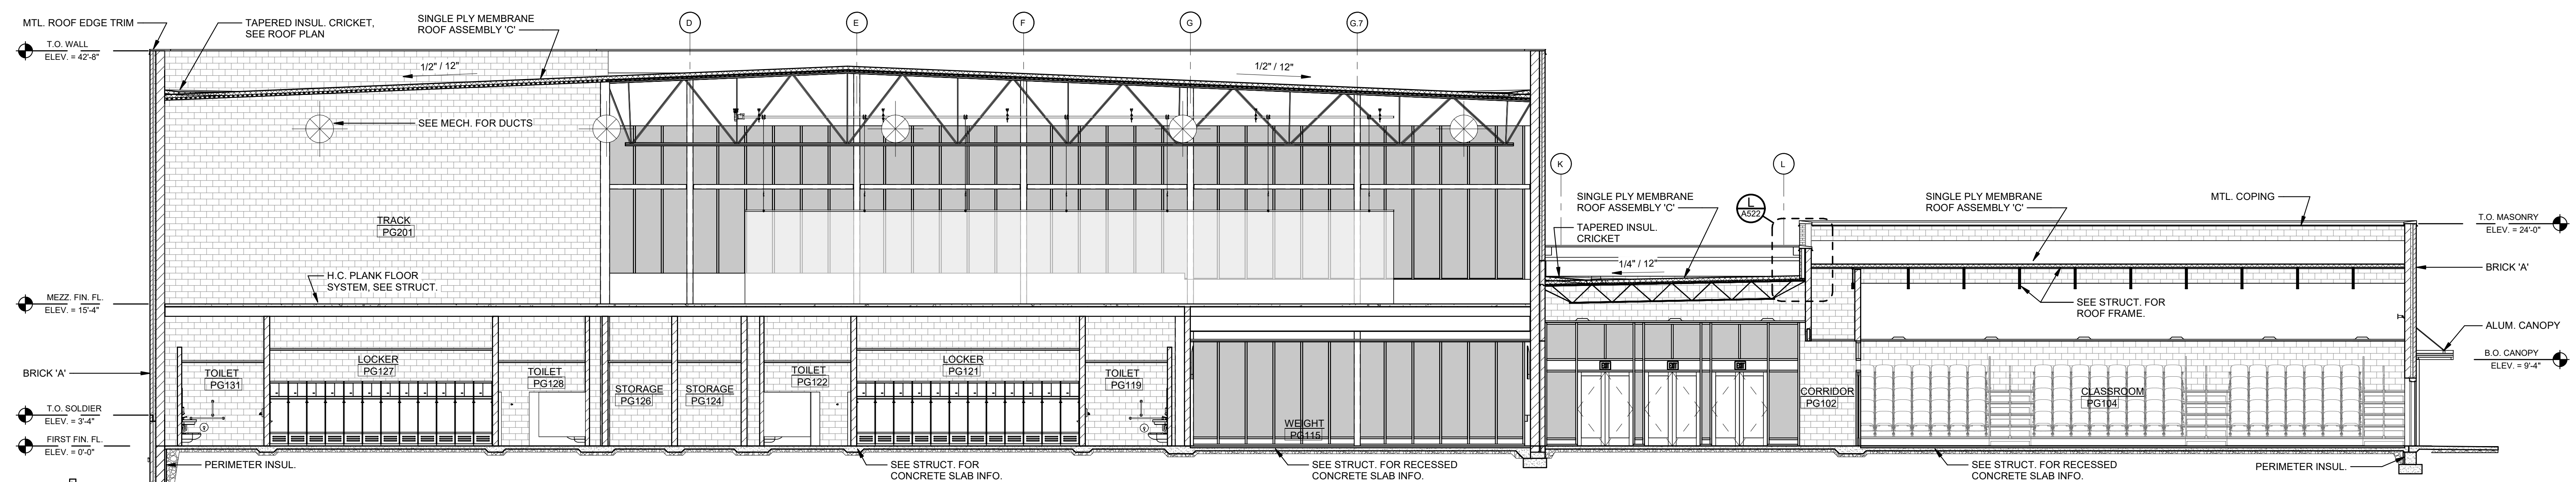 MTL. ROOF EDGE TRIM
TAPERED INSUL. CRICKET,
SEE ROOF PLAN
SINGLE PLY MEMBRANE
ROOF ASSEMBLY 'C'
D
E
F
G
G.7
T.O. WALL
ELEV. = 42'-8"
1/2" / 12"
1/2" / 12"
SEE MECH. FOR DUCTS
K
L
TRACK
PG201
SINGLE PLY MEMBRANE
ROOF ASSEMBLY 'C'
TAPERED INSUL.
CRICKET
L
A522
SINGLE PLY MEMBRANE
ROOF ASSEMBLY 'C'
MTL. COPING
T.O. MASONRY
ELEV. = 24'-0"
1/4" / 12"
H.C. PLANK FLOOR
SYSTEM, SEE STRUCT.
BRICK 'A'
MEZZ. FIN. FL.
ELEV. = 15'-4"
SEE STRUCT. FOR
ROOF FRAME.
ALUM. CANOPY
B.O. CANOPY
ELEV. = 9'-4"
BRICK 'A'
TOILET
PG131
LOCKER
PG127
TOILET
PG128
STORAGE
PG126
STORAGE
PG124
TOILET
PG122
LOCKER
PG121
TOILET
PG119
WEIGHT
PG115
CORRIDOR
PG102
CLASSROOM
PG104
T.O. SOLDIER
ELEV. = 3'-4"
FIRST FIN. FL.
ELEV. = 0'-0"
PERIMETER INSUL.
SEE STRUCT. FOR
CONCRETE SLAB INFO.
SEE STRUCT. FOR RECESSED
CONCRETE SLAB INFO.
SEE STRUCT. FOR RECESSED
CONCRETE SLAB INFO.
PERIMETER INSUL.